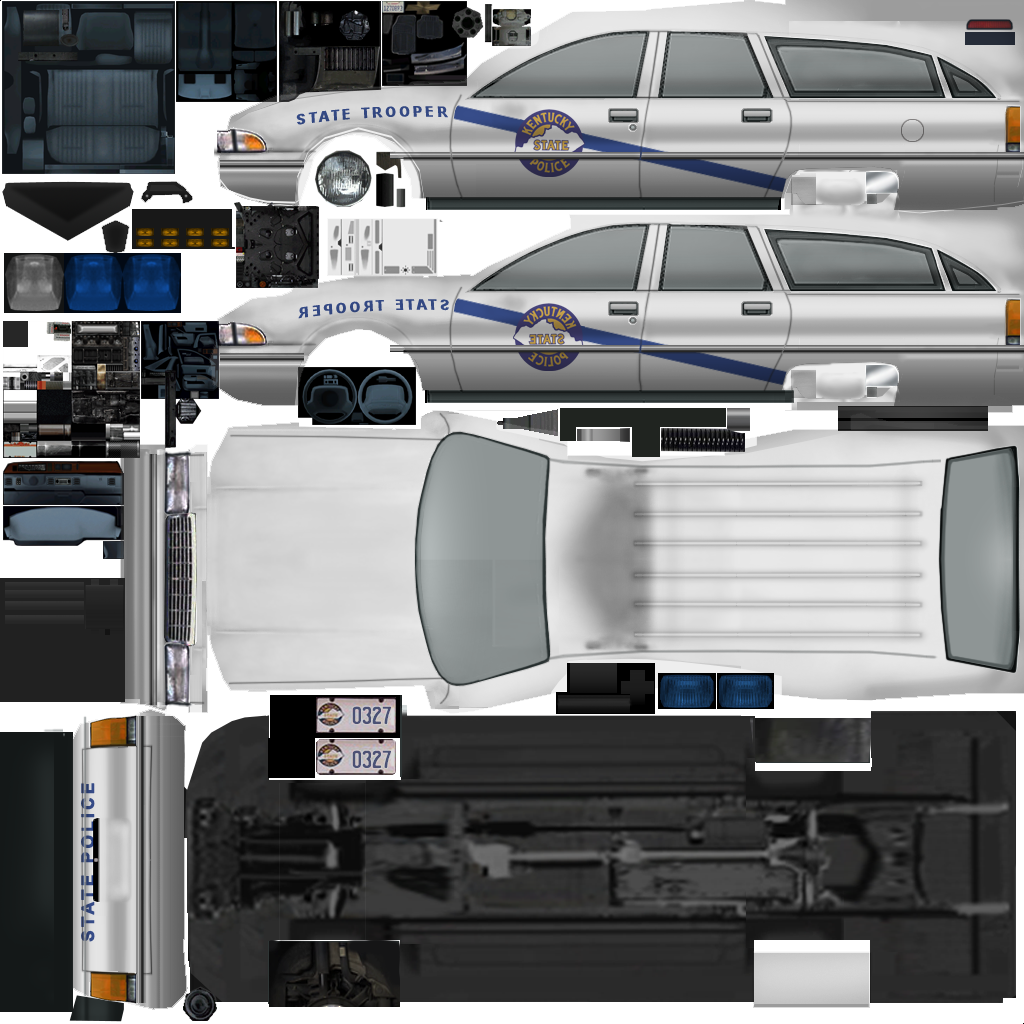 STATE TROOPER
KENTUCKY
STATE
POLICE
STATE TROOPER
KENTUCKY
STATE
POLICE
0327
0327
STATE POLICE